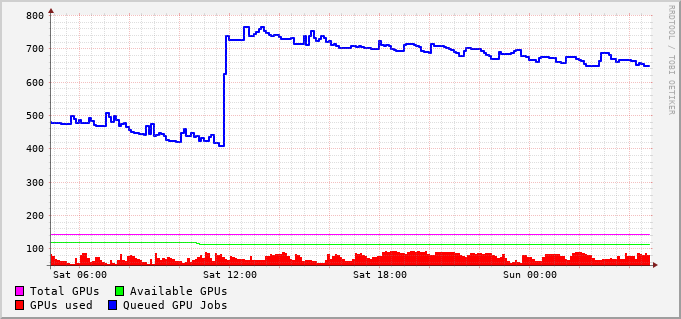 800
700
600
500
400
300
200
100
Sat 06:00 Sat 12:00 Sat 18:00 Sun 00:00
Total GPUs Available GPUs
GPUs used Queued GPU Jobs
RRDTOOL / TOBI OETIKER